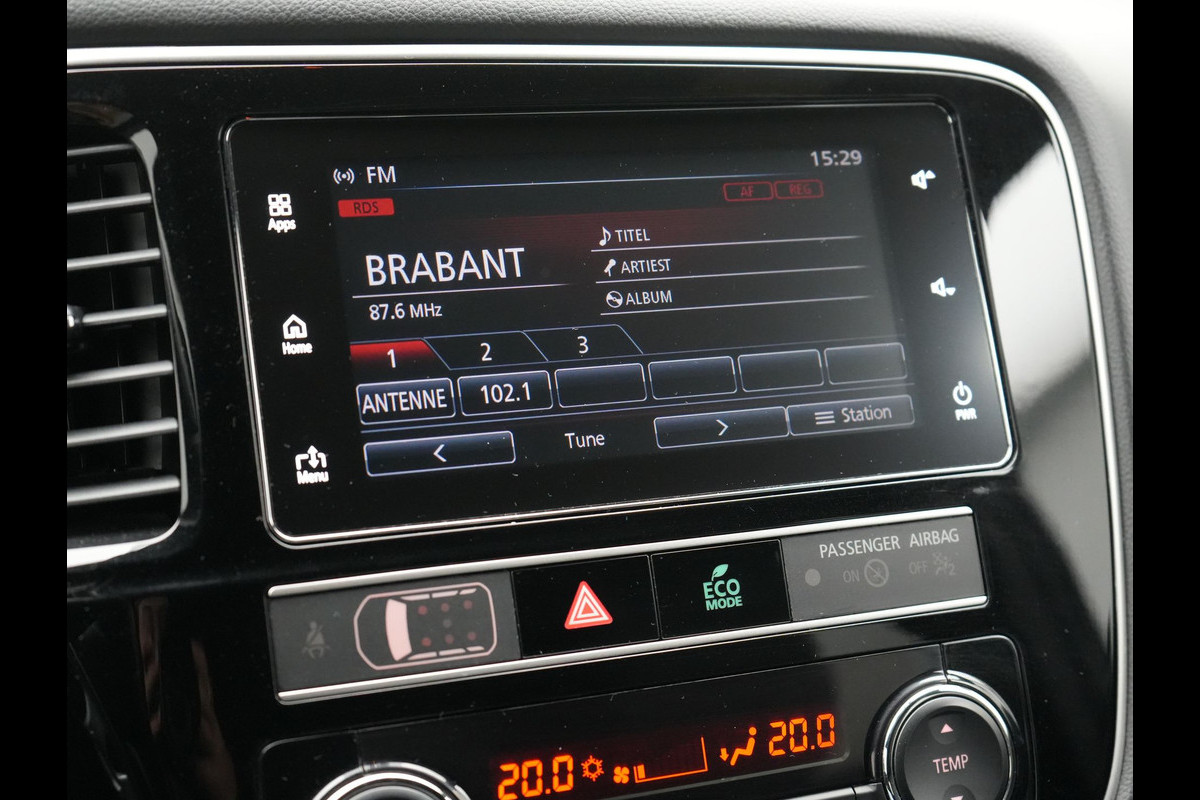 FM
15:29
RDS
AF REG
Apps
BRABANT
TITEL
ARTIEST
ALBUM
87.6 MHz
Home
1 2 3
ANTENNE 102.1
< Tune > Station
PWR
Menu
PASSENGER AIRBAG
ON OFF 2
ECO
MODE
20.0 20.0
TEMP